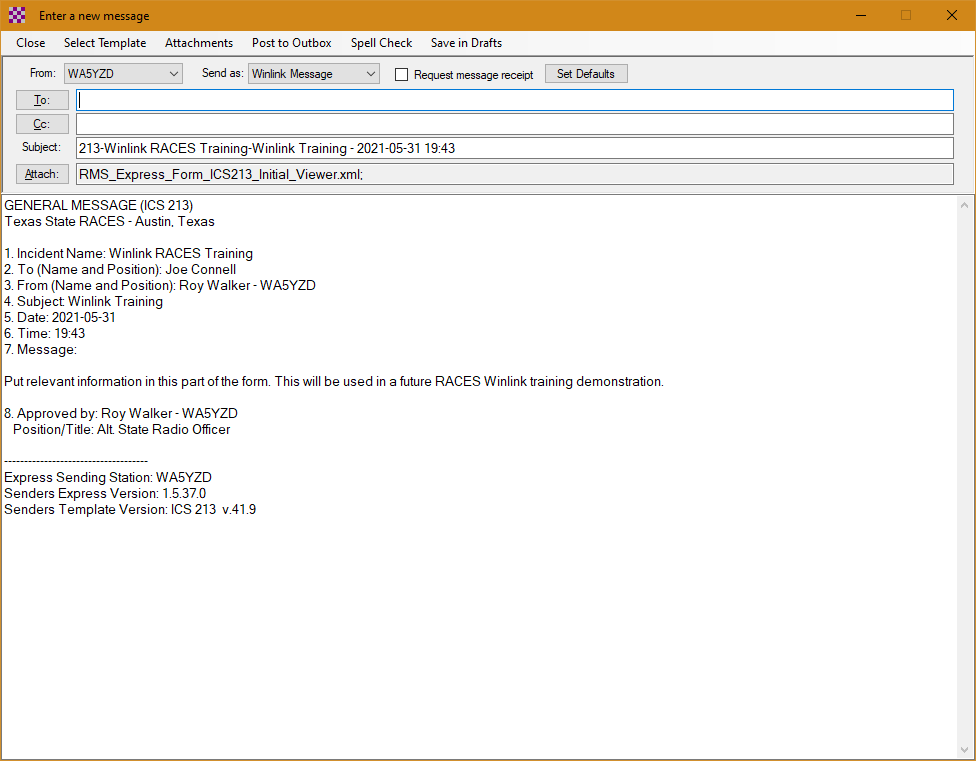 Enter a new message
Close Select Template Attachments Post to Outbox Spell Check Save in Drafts
From: WA5YZD Send as: Winlink Message Request message receipt Set Defaults
To:
Cc:
Subject: 213-Winlink RACES Training-Winlink Training - 2021-05-31 19:43
Attach: RMS_Express_Form_ICS213_Initial_Viewer.xml;
GENERAL MESSAGE (ICS 213)
Texas State RACES - Austin, Texas
1. Incident Name: Winlink RACES Training
2. To (Name and Position): Joe Connell
3. From (Name and Position): Roy Walker - WA5YZD
4. Subject: Winlink Training
5. Date: 2021-05-31
6. Time: 19:43
7. Message:
Put relevant information in this part of the form. This will be used in a future RACES Winlink training demonstration.
8. Approved by: Roy Walker - WA5YZD
Position/Title: Alt. State Radio Officer
------------------------------------
Express Sending Station: WA5YZD
Senders Express Version: 1.5.37.0
Senders Template Version: ICS 213  v.41.9